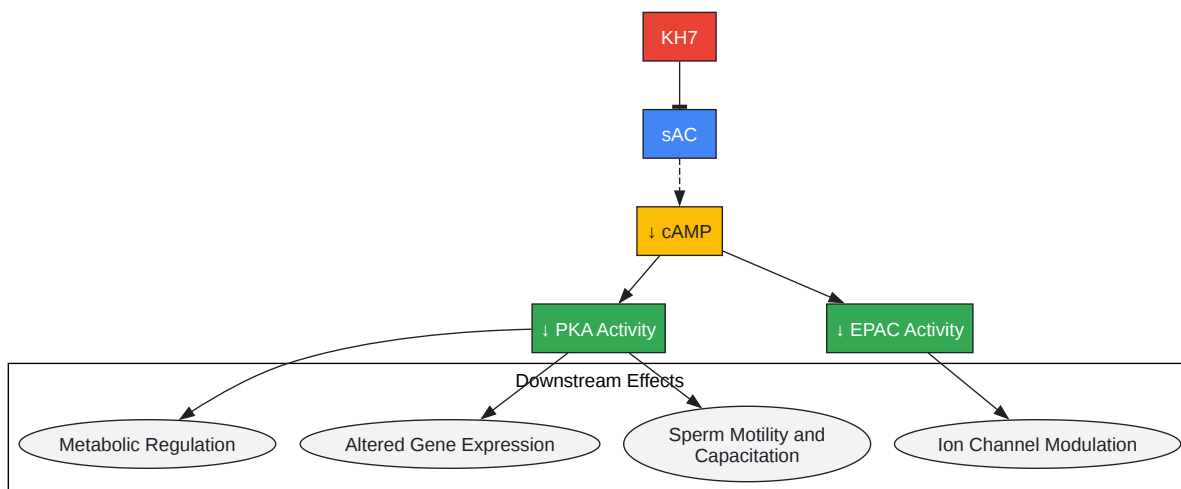 KH7
sAC
↓ cAMP
↓ PKA Activity
↓ EPAC Activity
Downstream Effects
Metabolic Regulation
Altered Gene Expression
Sperm Motility and
Capacitation
Ion Channel Modulation